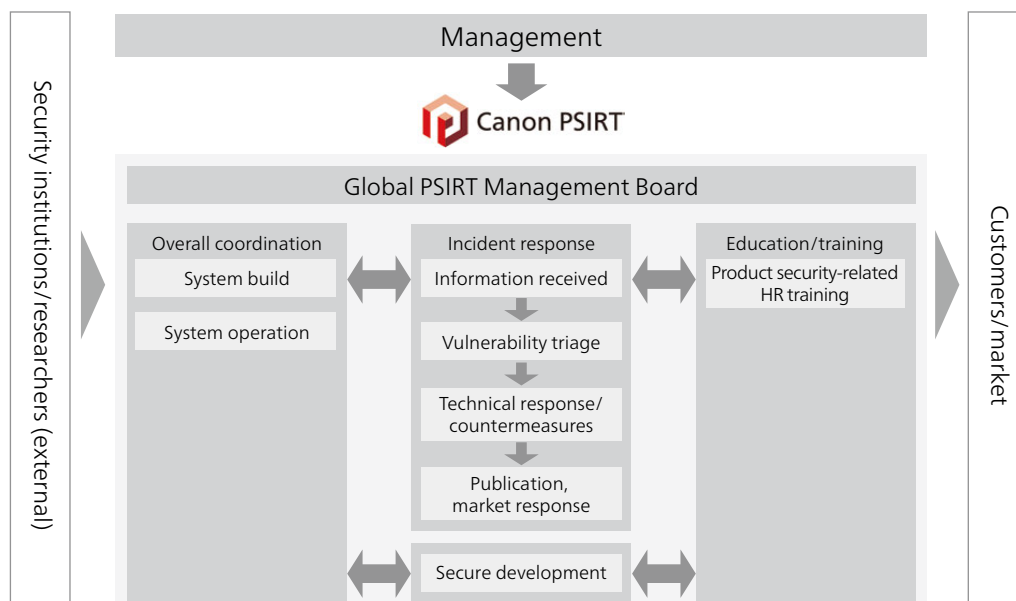 Security institutions/researchers (external)
Management
Canon PSIRT
Global PSIRT Management Board
Overall coordination
System build
System operation
Incident response
Information received
Vulnerability triage
Technical response/
countermeasures
Publication,
market response
Secure development
Education/training
Product security-related
HR training
Customers/market